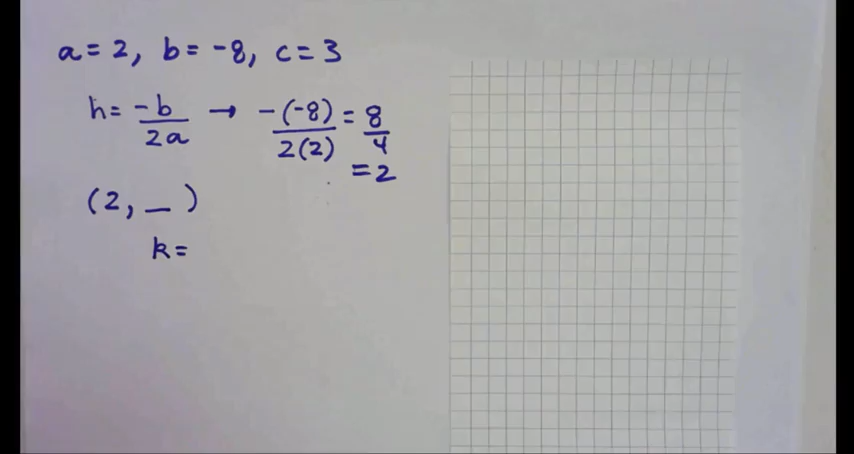 a = 2, b = -8, c = 3
h = -b/2a → -(-8)/2(2) = 8/4
= 2
(2, _ )
k =